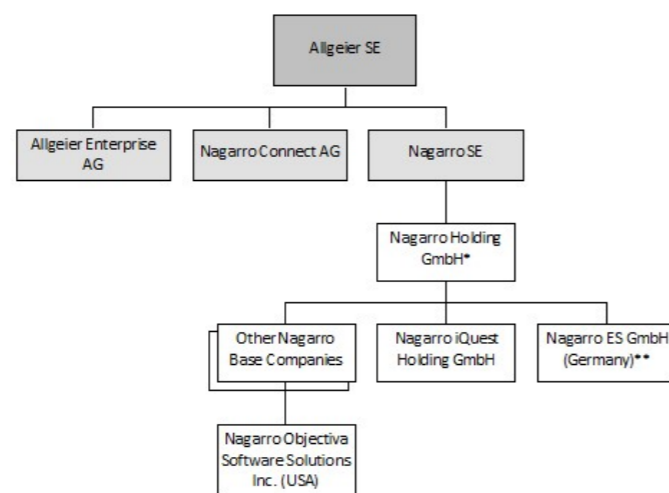 Allgeier SE
Allgeier Enterprise
AG
Nagarro Connect AG
Nagarro SE
Nagarro Holding
GmbH*
Other Nagarro
Base Companies
Nagarro iQuest
Holding GmbH
Nagarro ES GmbH
(Germany)**
Nagarro Objectiva
Software Solutions
Inc. (USA)